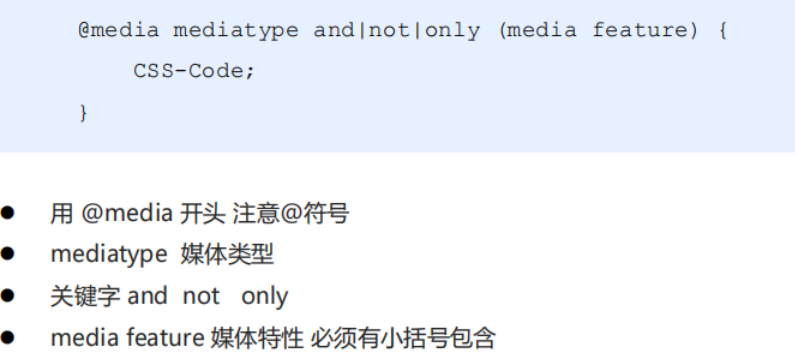 @media mediatype and|not|only (media feature) {
CSS-Code;
}
● 用 @media 开头 注意@符号
● mediatype 媒体类型
● 关键字 and not only
● media feature 媒体特性 必须有小括号包含